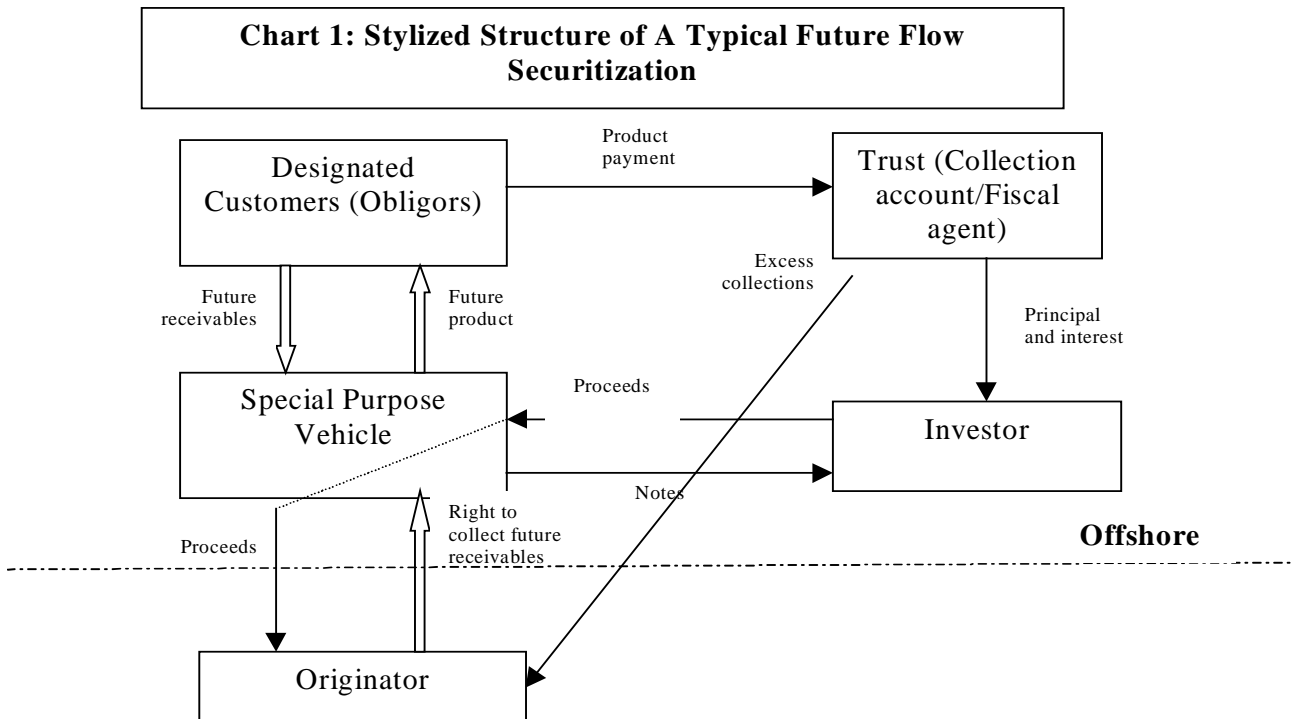 Chart 1: Stylized Structure of A Typical Future Flow
Securitization
Designated
Customers (Obligors)
Product
payment
Trust (Collection
account/Fiscal
agent)
Excess
collections
Future
receivables
Future
product
Principal
and interest
Special Purpose
Vehicle
Proceeds
Investor
Notes
Proceeds
Right to
collect future
receivables
Offshore
Originator